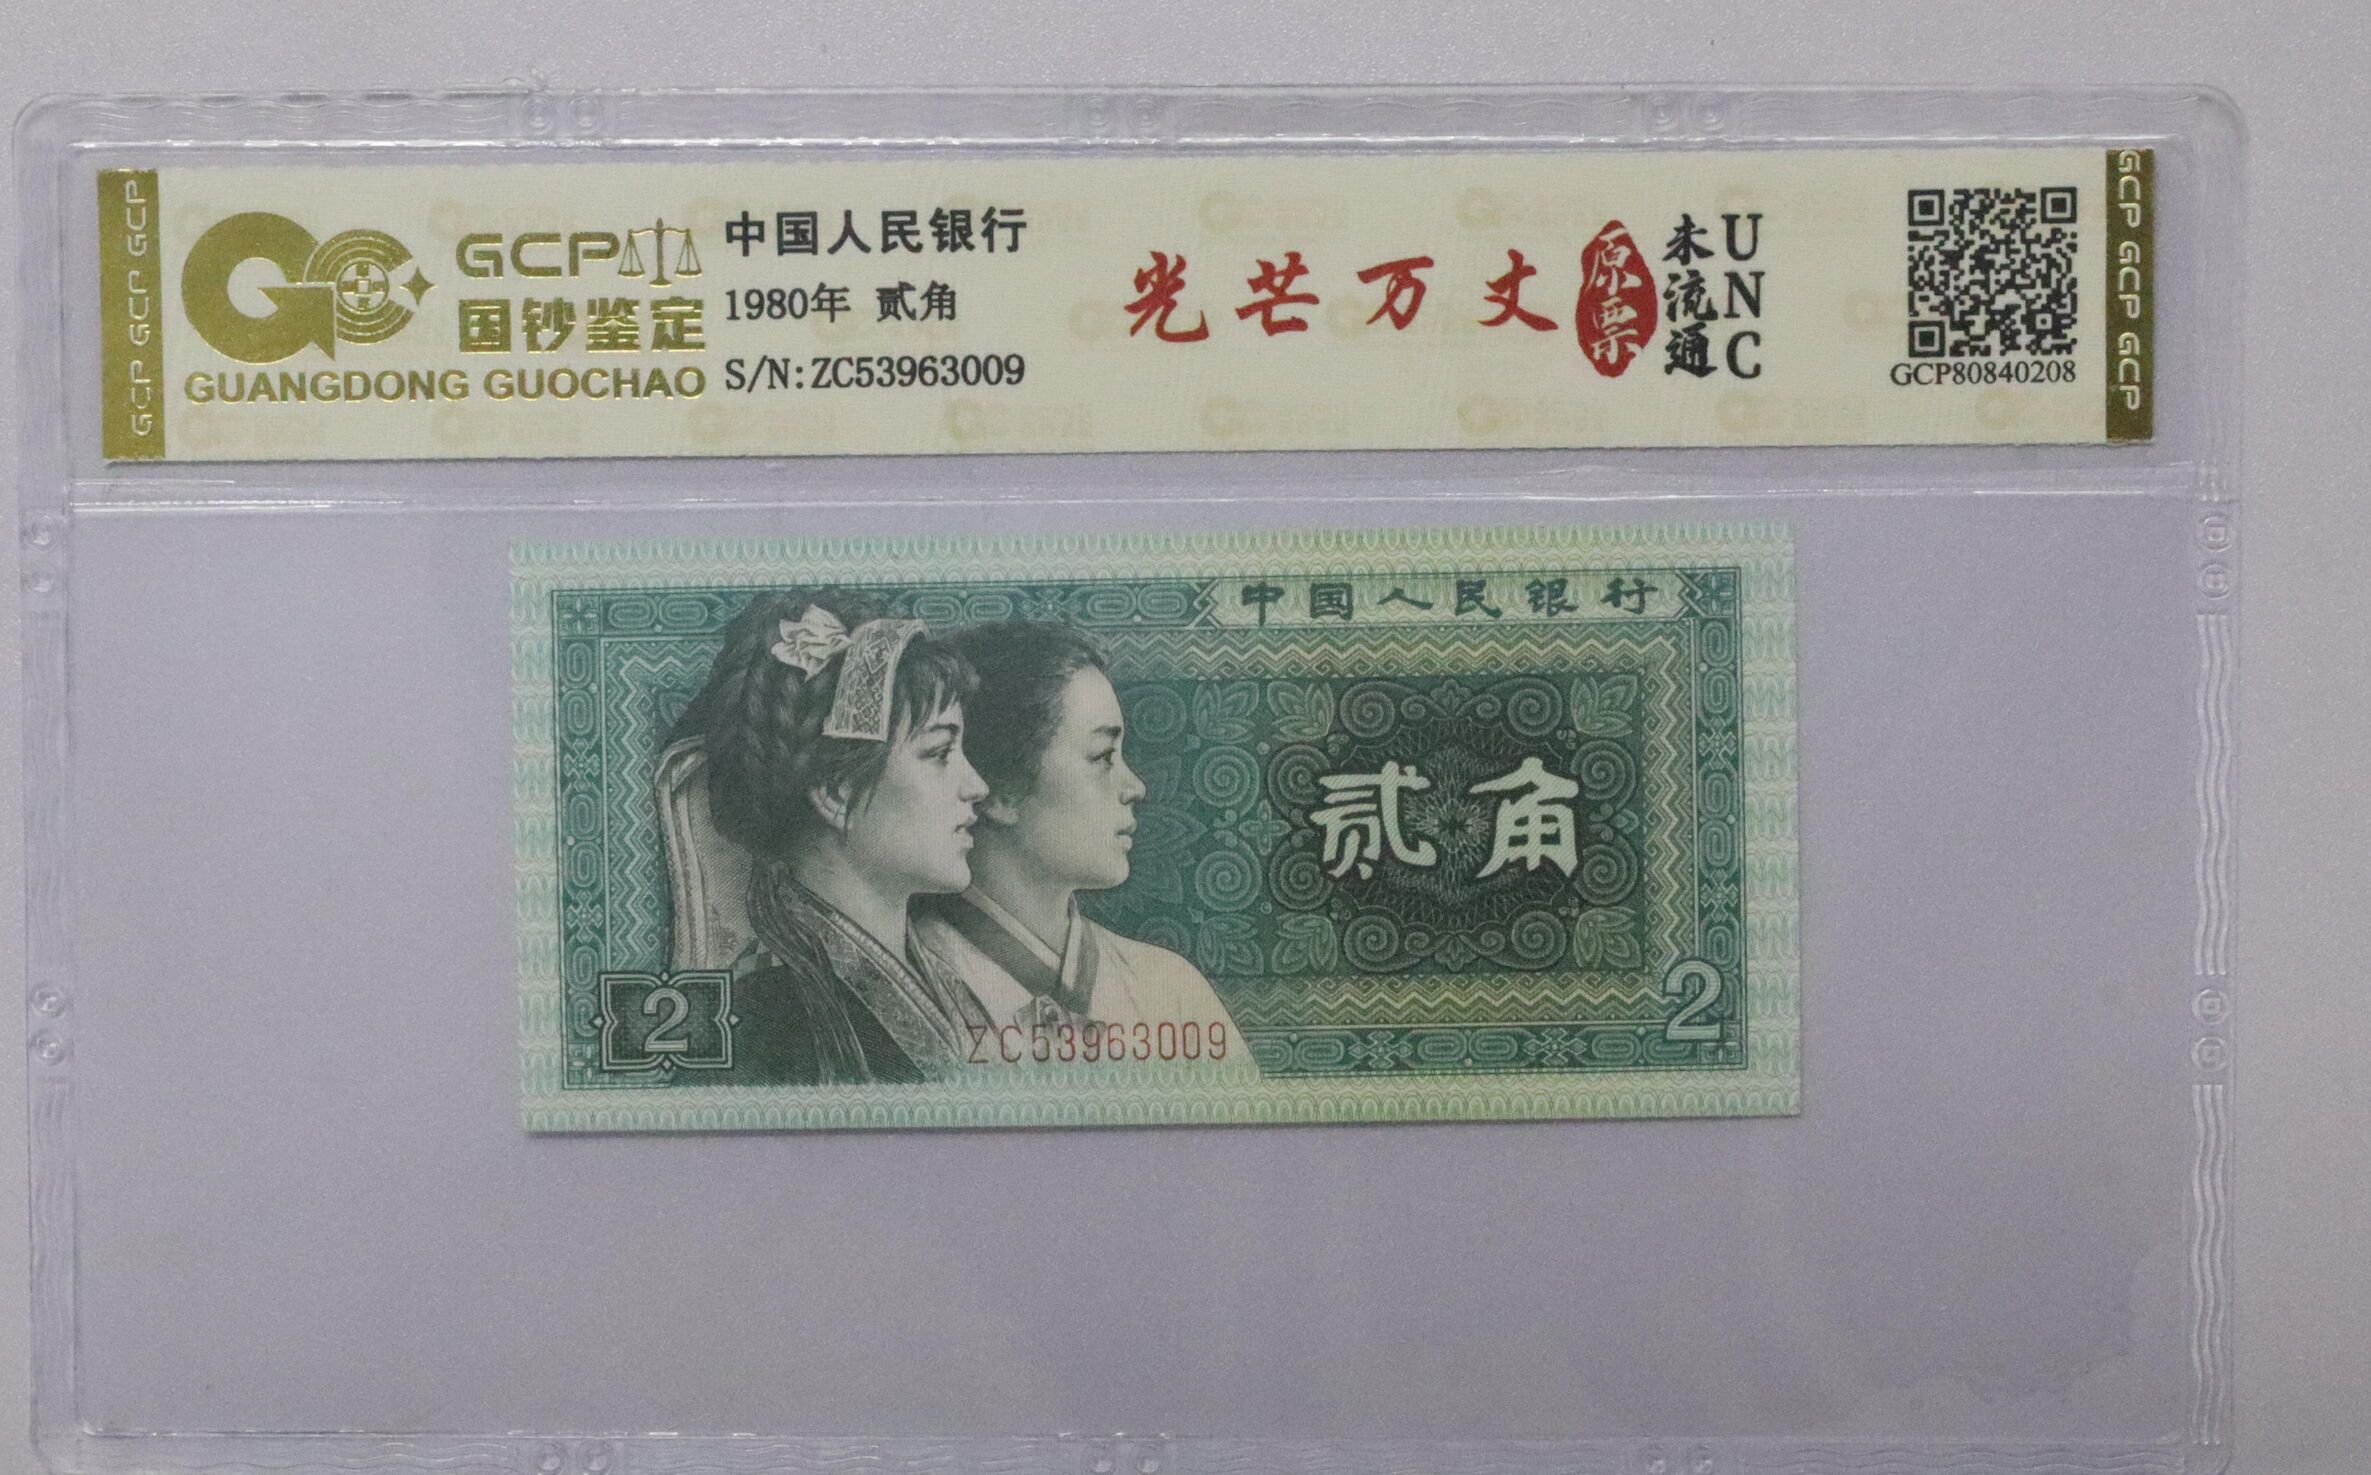 GCP GCP GCP GCP
GCP
国钞鉴定
GUANGDONG GUOCHAO
中国人民银行
1980年 贰角
S/N:ZC53963009
光芒万丈
原票
未流通
UNC
GCP80840208
GCP GCP GCP GCP
中国人民银行
贰角
2
ZC53963009
2